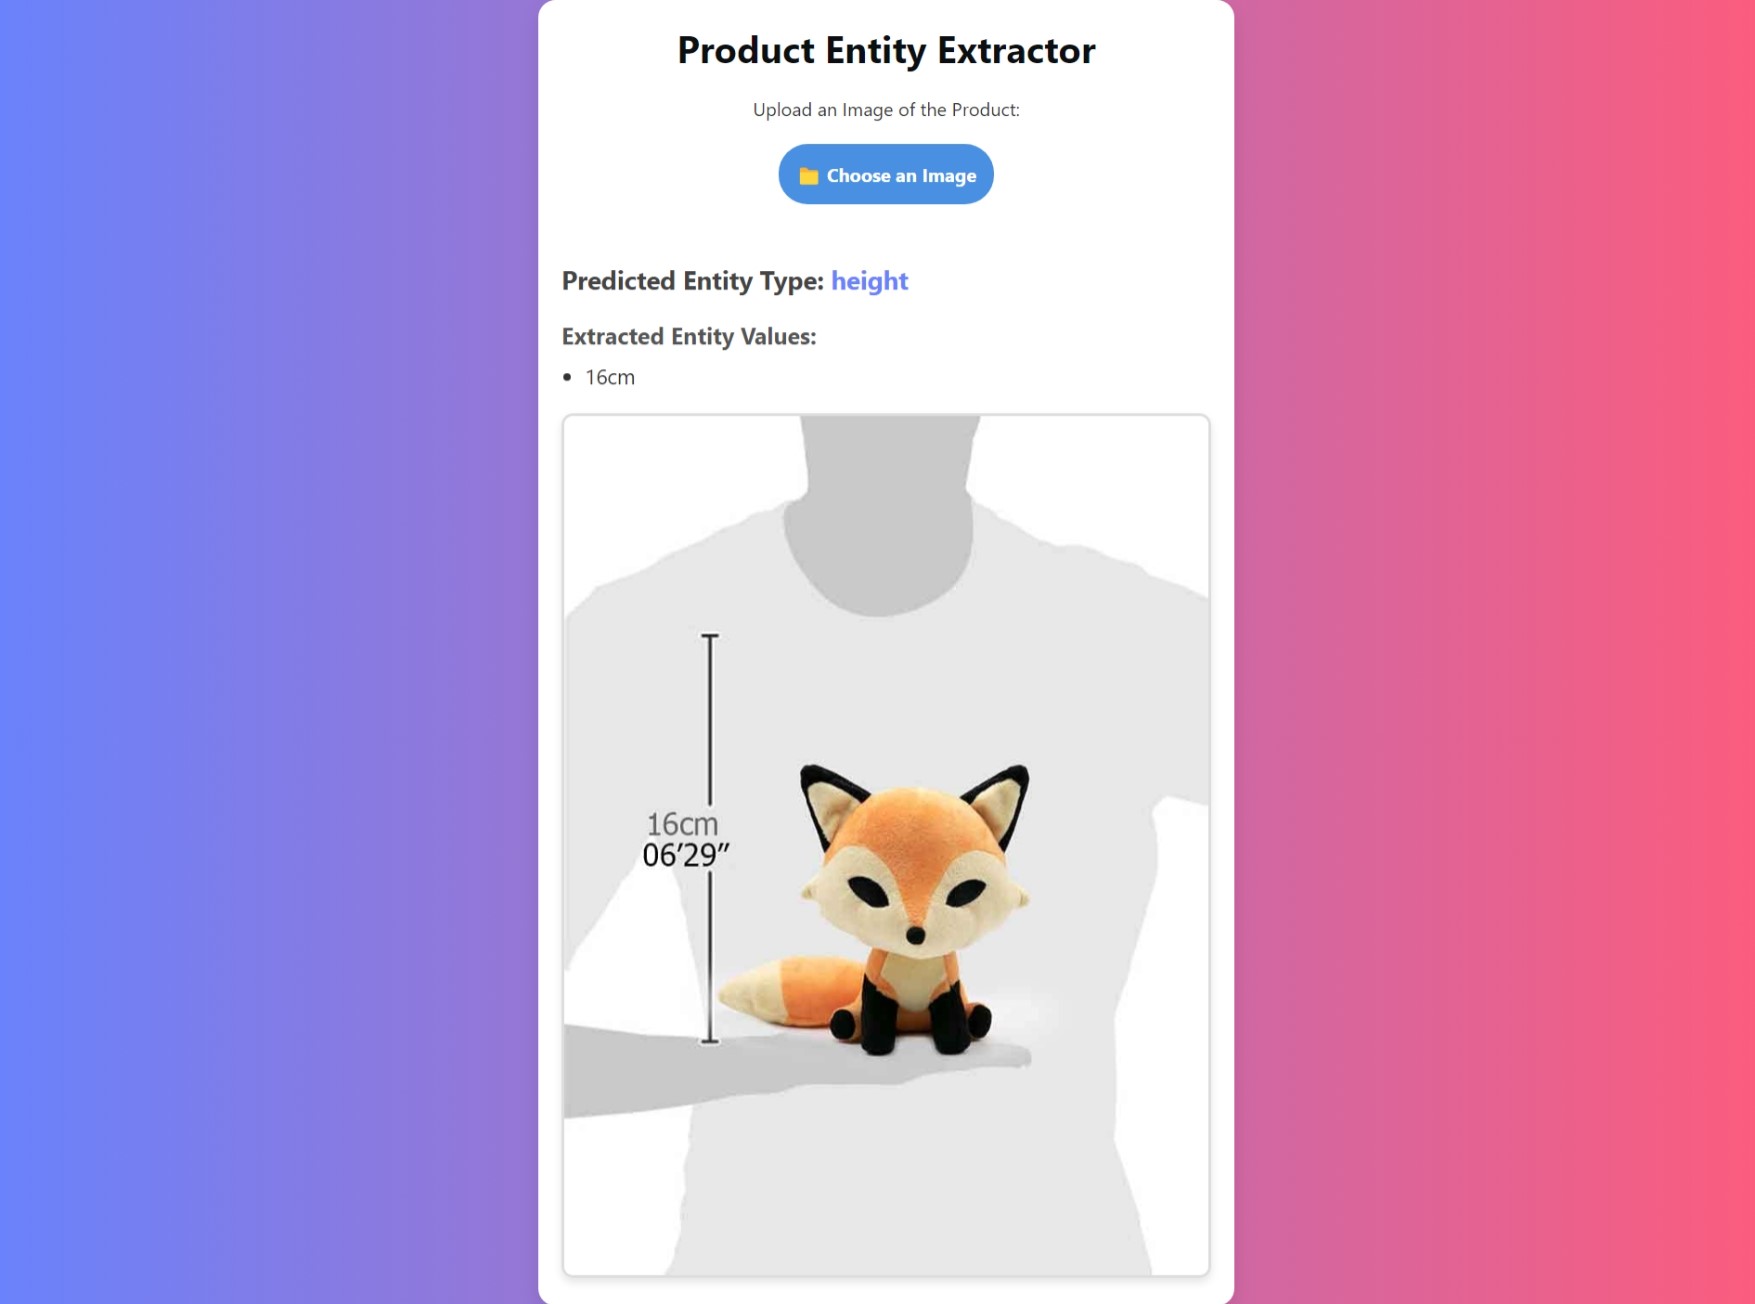 Product Entity Extractor
Upload an Image of the Product:
📁 Choose an Image
Predicted Entity Type: height
Extracted Entity Values:
• 16cm
16cm
06′29″